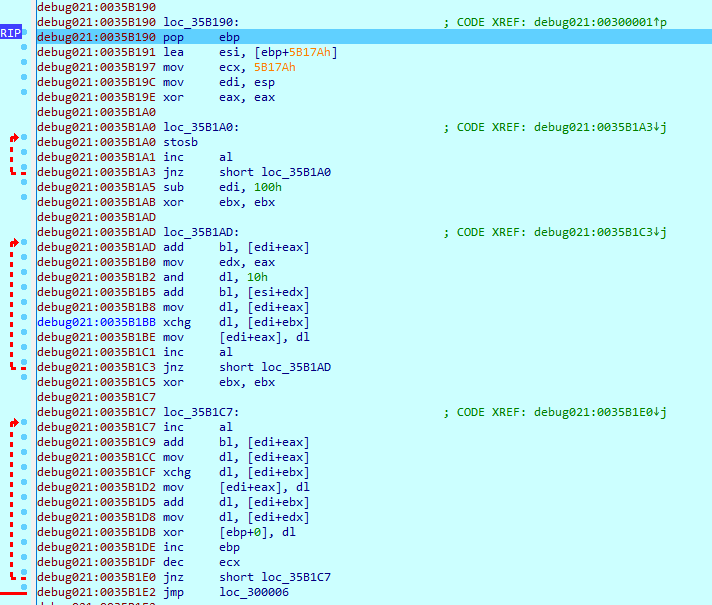 debug021:0035B190
debug021:0035B190 loc_35B190: ; CODE XREF: debug021:00300001↑p
RIP debug021:0035B190 pop ebp
debug021:0035B191 lea esi, [ebp+5B17Ah]
debug021:0035B197 mov ecx, 5B17Ah
debug021:0035B19C mov edi, esp
debug021:0035B19E xor eax, eax
debug021:0035B1A0
debug021:0035B1A0 loc_35B1A0: ; CODE XREF: debug021:0035B1A3↓j
debug021:0035B1A0 stosb
debug021:0035B1A1 inc al
debug021:0035B1A3 jnz short loc_35B1A0
debug021:0035B1A5 sub edi, 100h
debug021:0035B1AB xor ebx, ebx
debug021:0035B1AD
debug021:0035B1AD loc_35B1AD: ; CODE XREF: debug021:0035B1C3↓j
debug021:0035B1AD add bl, [edi+eax]
debug021:0035B1B0 mov edx, eax
debug021:0035B1B2 and dl, 10h
debug021:0035B1B5 add bl, [esi+edx]
debug021:0035B1B8 mov dl, [edi+eax]
debug021:0035B1BB xchg dl, [edi+ebx]
debug021:0035B1BE mov [edi+eax], dl
debug021:0035B1C1 inc al
debug021:0035B1C3 jnz short loc_35B1AD
debug021:0035B1C5 xor ebx, ebx
debug021:0035B1C7
debug021:0035B1C7 loc_35B1C7: ; CODE XREF: debug021:0035B1E0↓j
debug021:0035B1C7 inc al
debug021:0035B1C9 add bl, [edi+eax]
debug021:0035B1CC mov dl, [edi+eax]
debug021:0035B1CF xchg dl, [edi+ebx]
debug021:0035B1D2 mov [edi+eax], dl
debug021:0035B1D5 add dl, [edi+ebx]
debug021:0035B1D8 mov dl, [edi+edx]
debug021:0035B1DB xor [ebp+0], dl
debug021:0035B1DE inc ebp
debug021:0035B1DF dec ecx
debug021:0035B1E0 jnz short loc_35B1C7
debug021:0035B1E2 jmp loc_300006